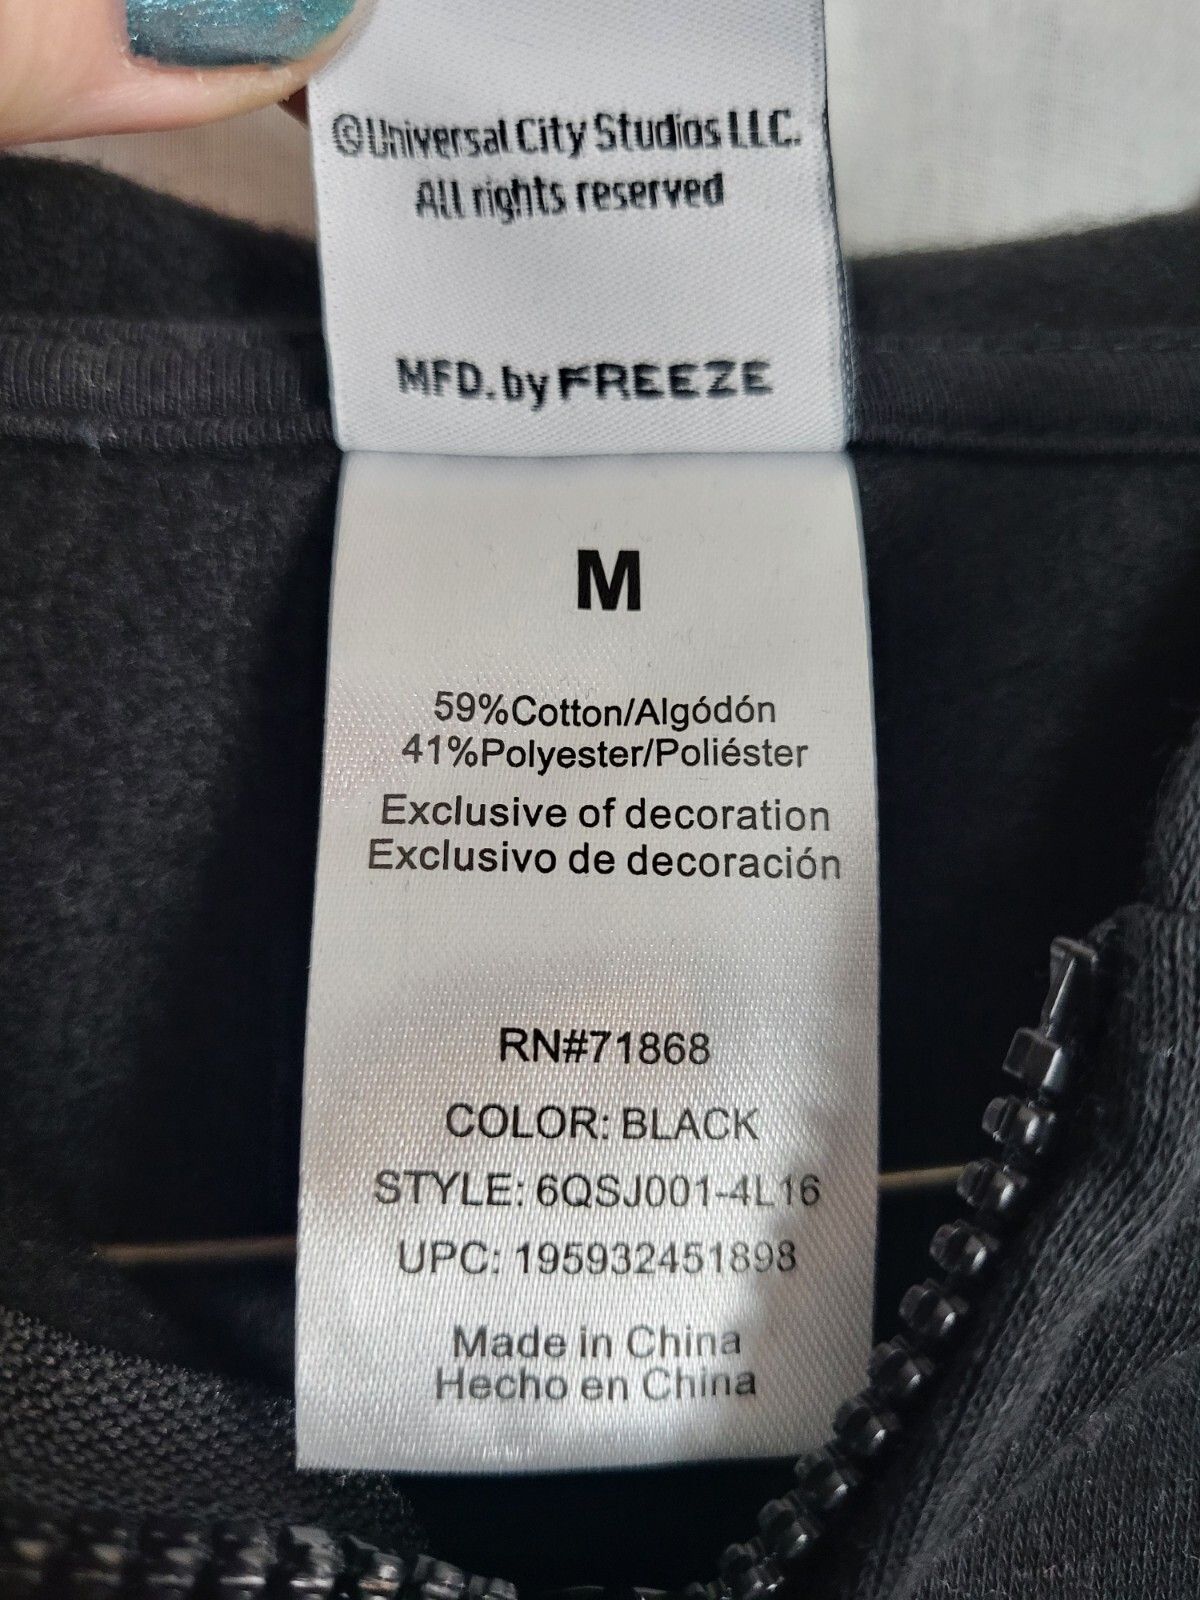 ©Universal City Studios LLC.
All rights reserved
MFD. by FREEZE
M
59%Cotton/Algódón
41%Polyester/Poliéster
Exclusive of decoration
Exclusivo de decoración
RN#71868
COLOR: BLACK
STYLE: 6QSJ001-4L16
UPC: 195932451898
Made in China
Hecho en China